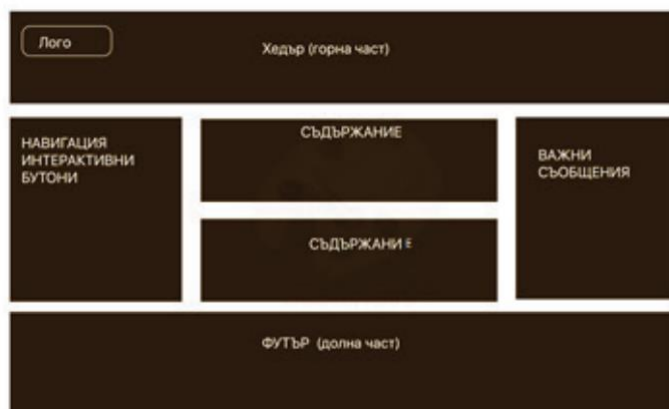 Лого
Хедър (горна част)
НАВИГАЦИЯ
ИНТЕРАКТИВНИ
БУТОНИ
СЪДЪРЖАНИЕ
СЪДЪРЖАНИ Е
ВАЖНИ
СЪОБЩЕНИЯ
ФУТЪР (долна част)